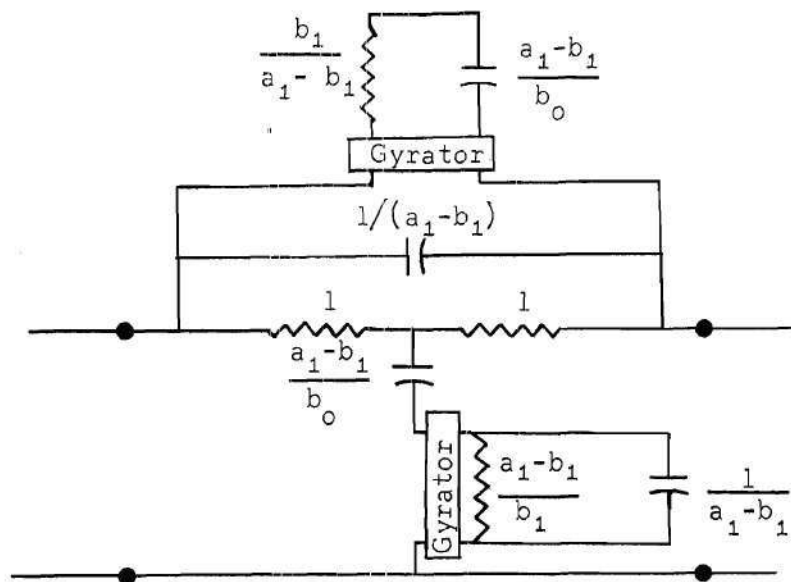 b₁
a₁- b₁
a₁-b₁
b₀
Gyrator
1/(a₁-b₁)
1
1
a₁-b₁
b₀
Gyrator
a₁-b₁
b₁
1
a₁-b₁